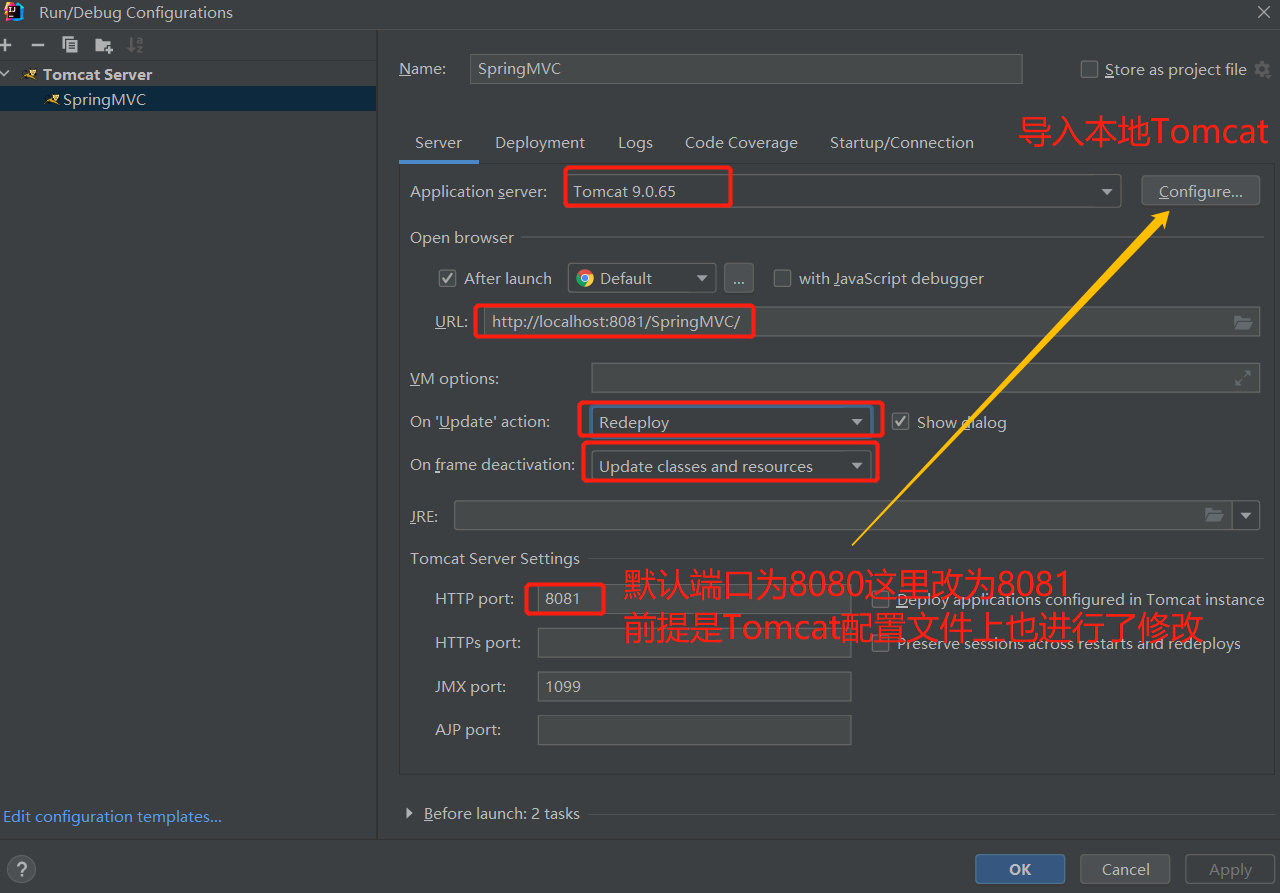 Run/Debug Configurations
Tomcat Server
SpringMVC
Name: SpringMVC
Store as project file
导入本地Tomcat
Server Deployment Logs Code Coverage Startup/Connection
Application server: Tomcat 9.0.65 Configure...
Open browser
After launch Default ... with JavaScript debugger
URL: http://localhost:8081/SpringMVC/
VM options:
On 'Update' action: Redeploy Show dialog
On frame deactivation: Update classes and resources
JRE:
Tomcat Server Settings
默认端口为8080这里改为8081
HTTP port: 8081 Deploy applications configured in Tomcat instance
前提是Tomcat配置文件上也进行了修改
HTTPs port: Preserve sessions across restarts and redeploys
JMX port: 1099
AJP port:
Before launch: 2 tasks
Edit configuration templates...
? OK Cancel Apply